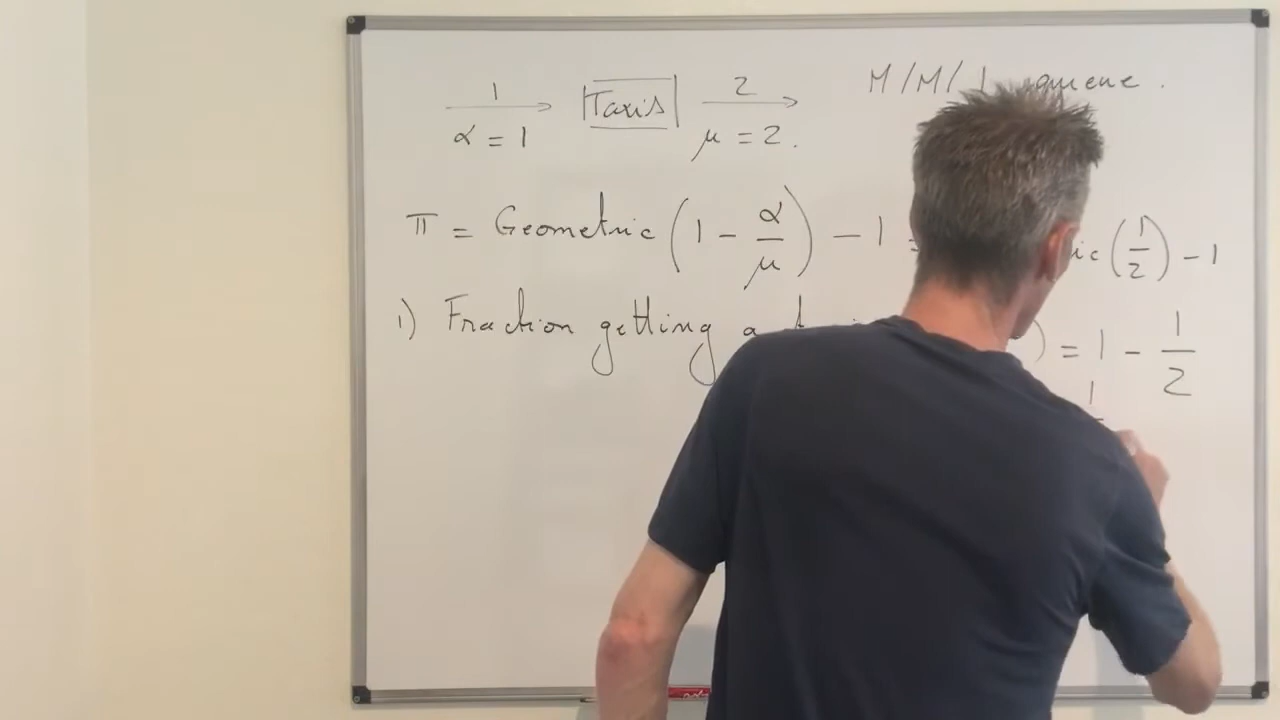 1 2 M/M/1 queue.
α = 1 |Taxis| μ = 2.
π = Geometric (1 - α/μ) - 1 (1/2) - 1
1) Fraction getting a ) = 1 - 1/2
1